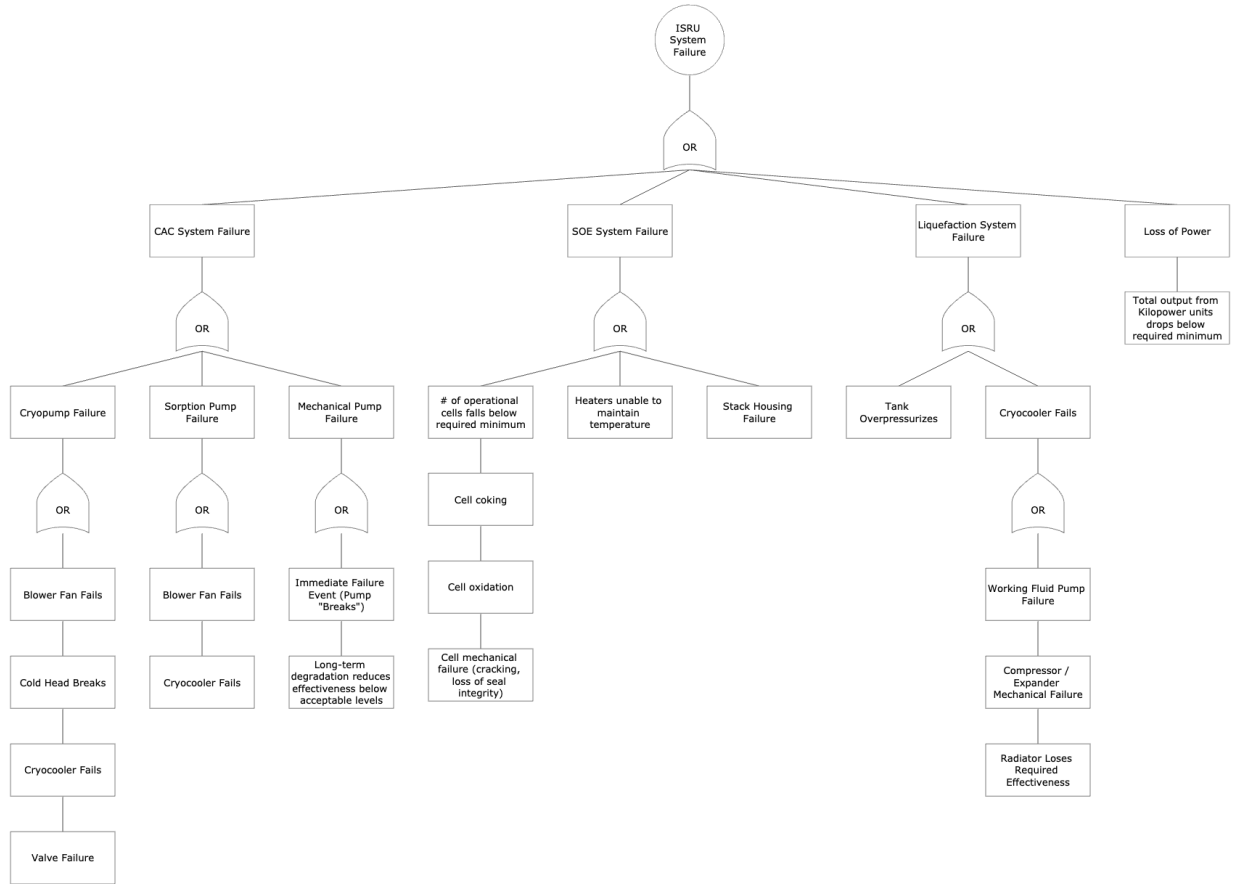 ISRU
System
Failure
OR
CAC System Failure
SOE System Failure
Liquefaction System
Failure
Loss of Power
OR
OR
OR
Total output from
Kilopower units
drops below
required minimum
Cryopump Failure
Sorption Pump
Failure
Mechanical Pump
Failure
# of operational
cells falls below
required minimum
Heaters unable to
maintain
temperature
Stack Housing
Failure
Tank
Overpressurizes
Cryocooler Fails
OR
OR
OR
Cell coking
OR
Blower Fan Fails
Blower Fan Fails
Immediate Failure
Event (Pump
"Breaks")
Cell oxidation
Working Fluid Pump
Failure
Cold Head Breaks
Cryocooler Fails
Long-term
degradation reduces
effectiveness below
acceptable levels
Cell mechanical
failure (cracking,
loss of seal
integrity)
Compressor /
Expander
Mechanical Failure
Cryocooler Fails
Radiator Loses
Required
Effectiveness
Valve Failure